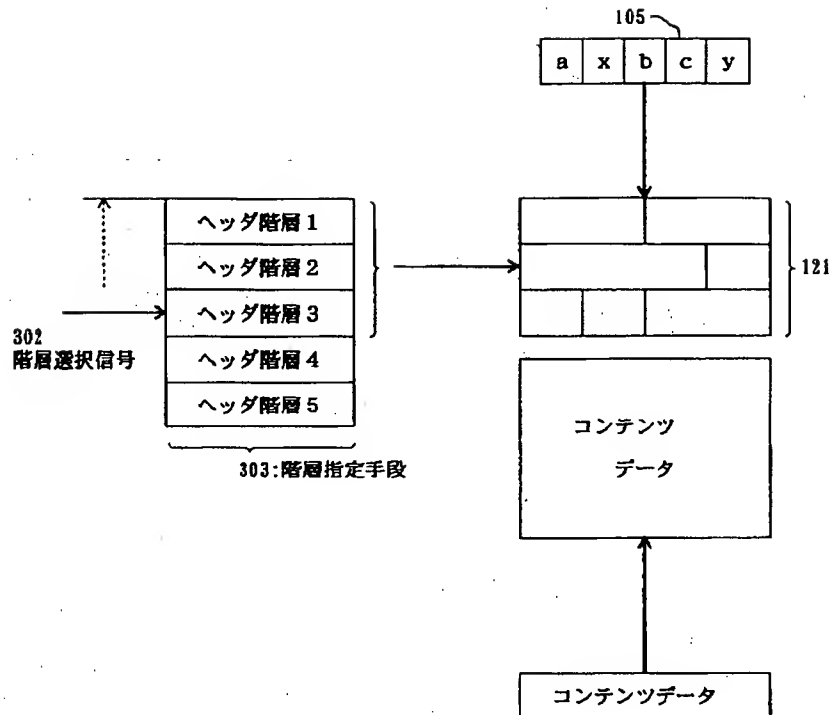 105
a x b c y
ヘッダ階層1
ヘッダ階層2
ヘッダ階層3
ヘッダ階層4
ヘッダ階層5
121
302
階層選択信号
303:階層指定手段
コンテンツ
データ
コンテンツデータ